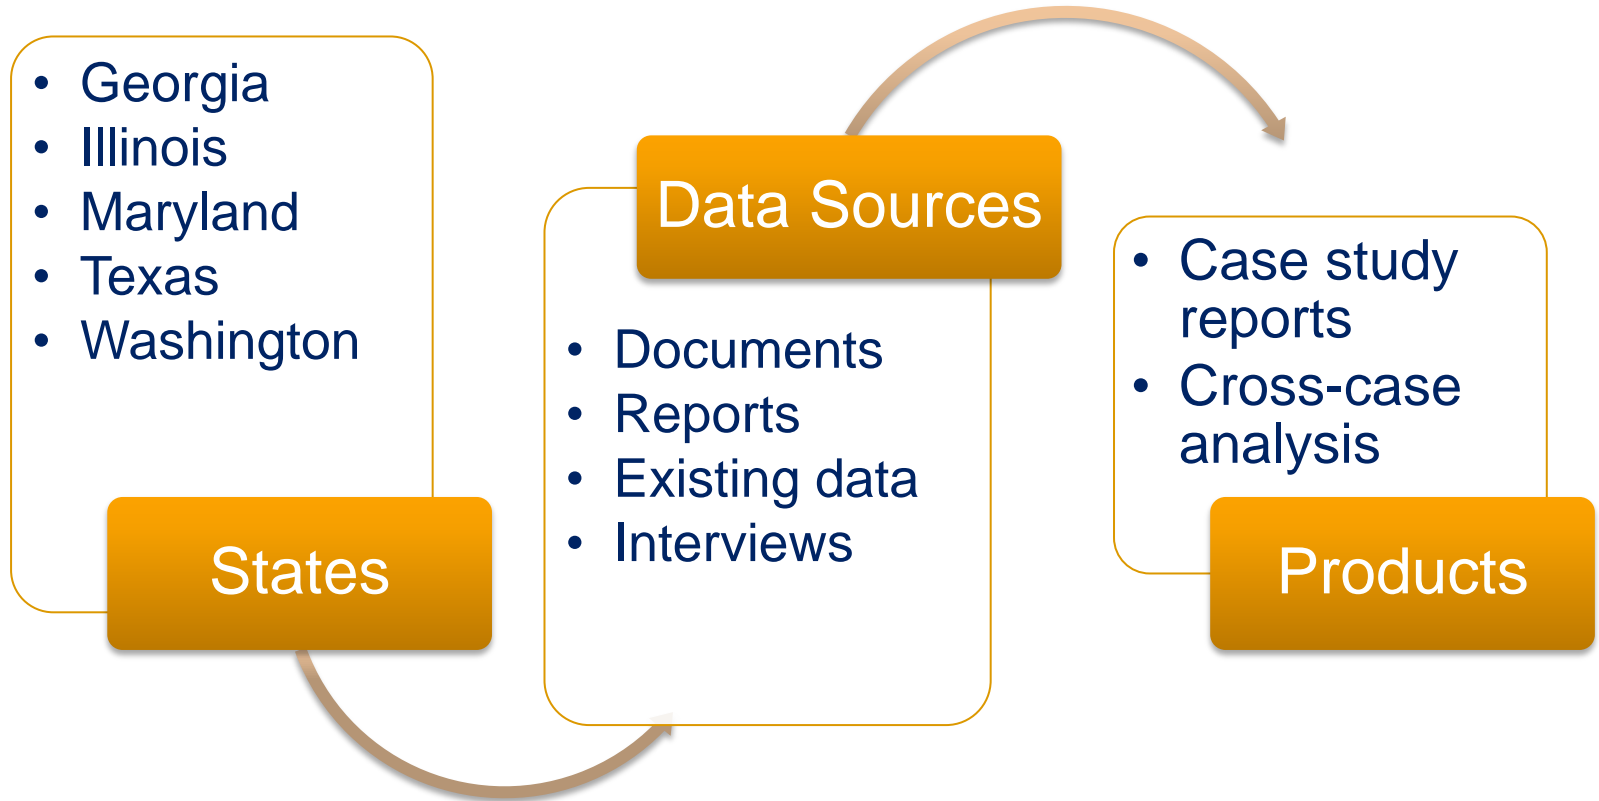 • Georgia
• Illinois
• Maryland
• Texas
• Washington
States
Data Sources
• Documents
• Reports
• Existing data
• Interviews
• Case study
reports
• Cross-case
analysis
Products